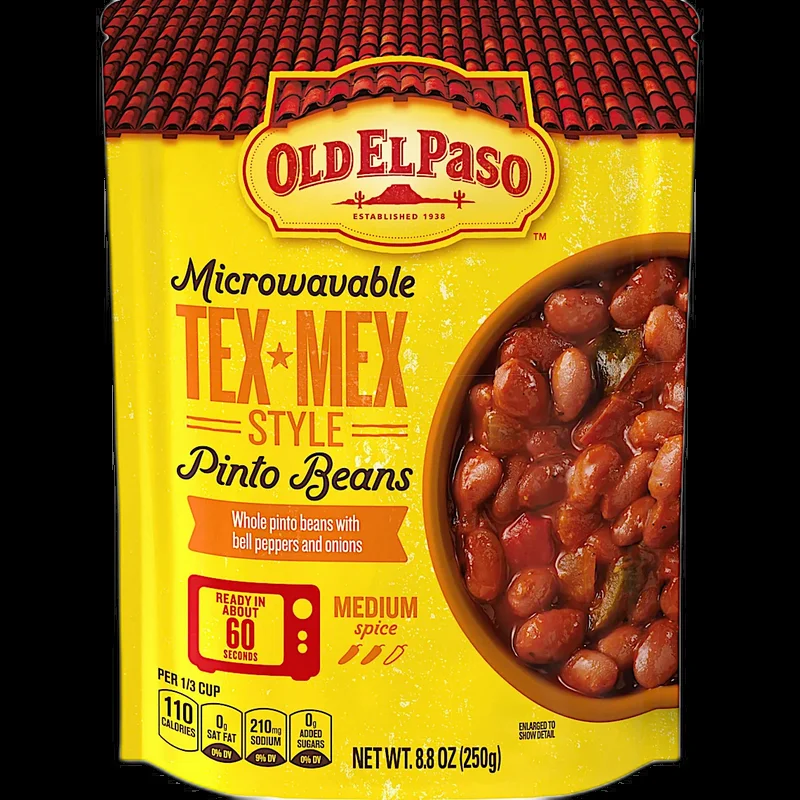 OLD EL PASO
ESTABLISHED 1938
TM
Microwavable
TEX★MEX
STYLE
Pinto Beans
Whole pinto beans with
bell peppers and onions
READY IN
ABOUT
60
SECONDS
MEDIUM
spice
PER 1/3 CUP
110
CALORIES
0g
SAT FAT
0% DV
210mg
SODIUM
9% DV
0g
ADDED
SUGARS
0% DV
ENLARGED TO
SHOW DETAIL
NET WT. 8.8 OZ (250g)